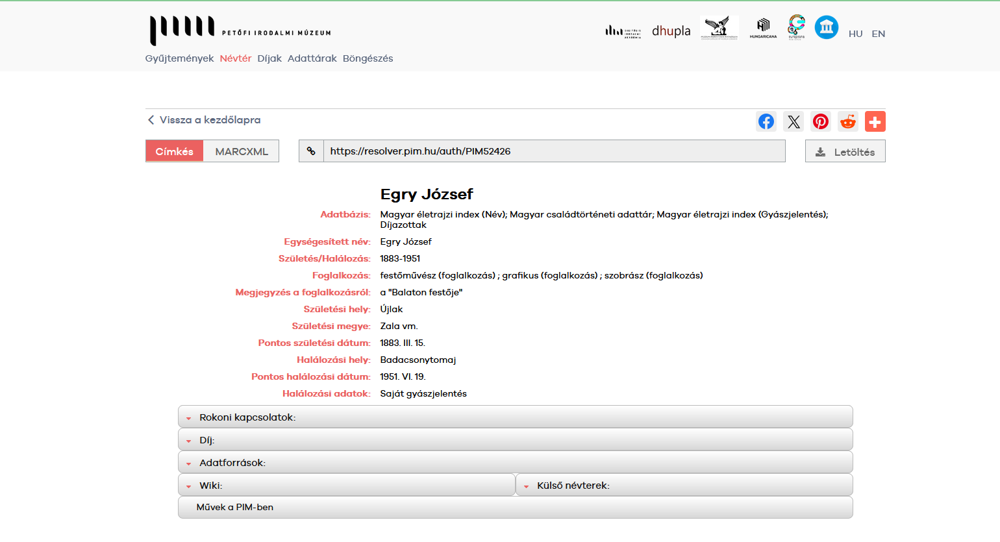 PETŐFI IRODALMI MÚZEUM
dhupla
HUNGARICANA
europeana
HU EN
Gyűjtemények Névtér Díjak Adattárak Böngészés
Vissza a kezdőlapra
Címkés MARCXML https://resolver.pim.hu/auth/PIM52426 Letöltés
Egry József
Adatbázis: Magyar életrajzi index (Név); Magyar családtörténeti adattár; Magyar életrajzi index (Gyászjelentés);
Díjazottak
Egységesített név: Egry József
Születés/Halálozás: 1883-1951
Foglalkozás: festőművész (foglalkozás) ; grafikus (foglalkozás) ; szobrász (foglalkozás)
Megjegyzés a foglalkozásról: a "Balaton festője"
Születési hely: Újlak
Születési megye: Zala vm.
Pontos születési dátum: 1883. III. 15.
Halálozási hely: Badacsonytomaj
Pontos halálozási dátum: 1951. VI. 19.
Halálozási adatok: Saját gyászjelentés
Rokoni kapcsolatok:
Díj:
Adatforrások:
Wiki: Külső névterek:
Művek a PIM-ben